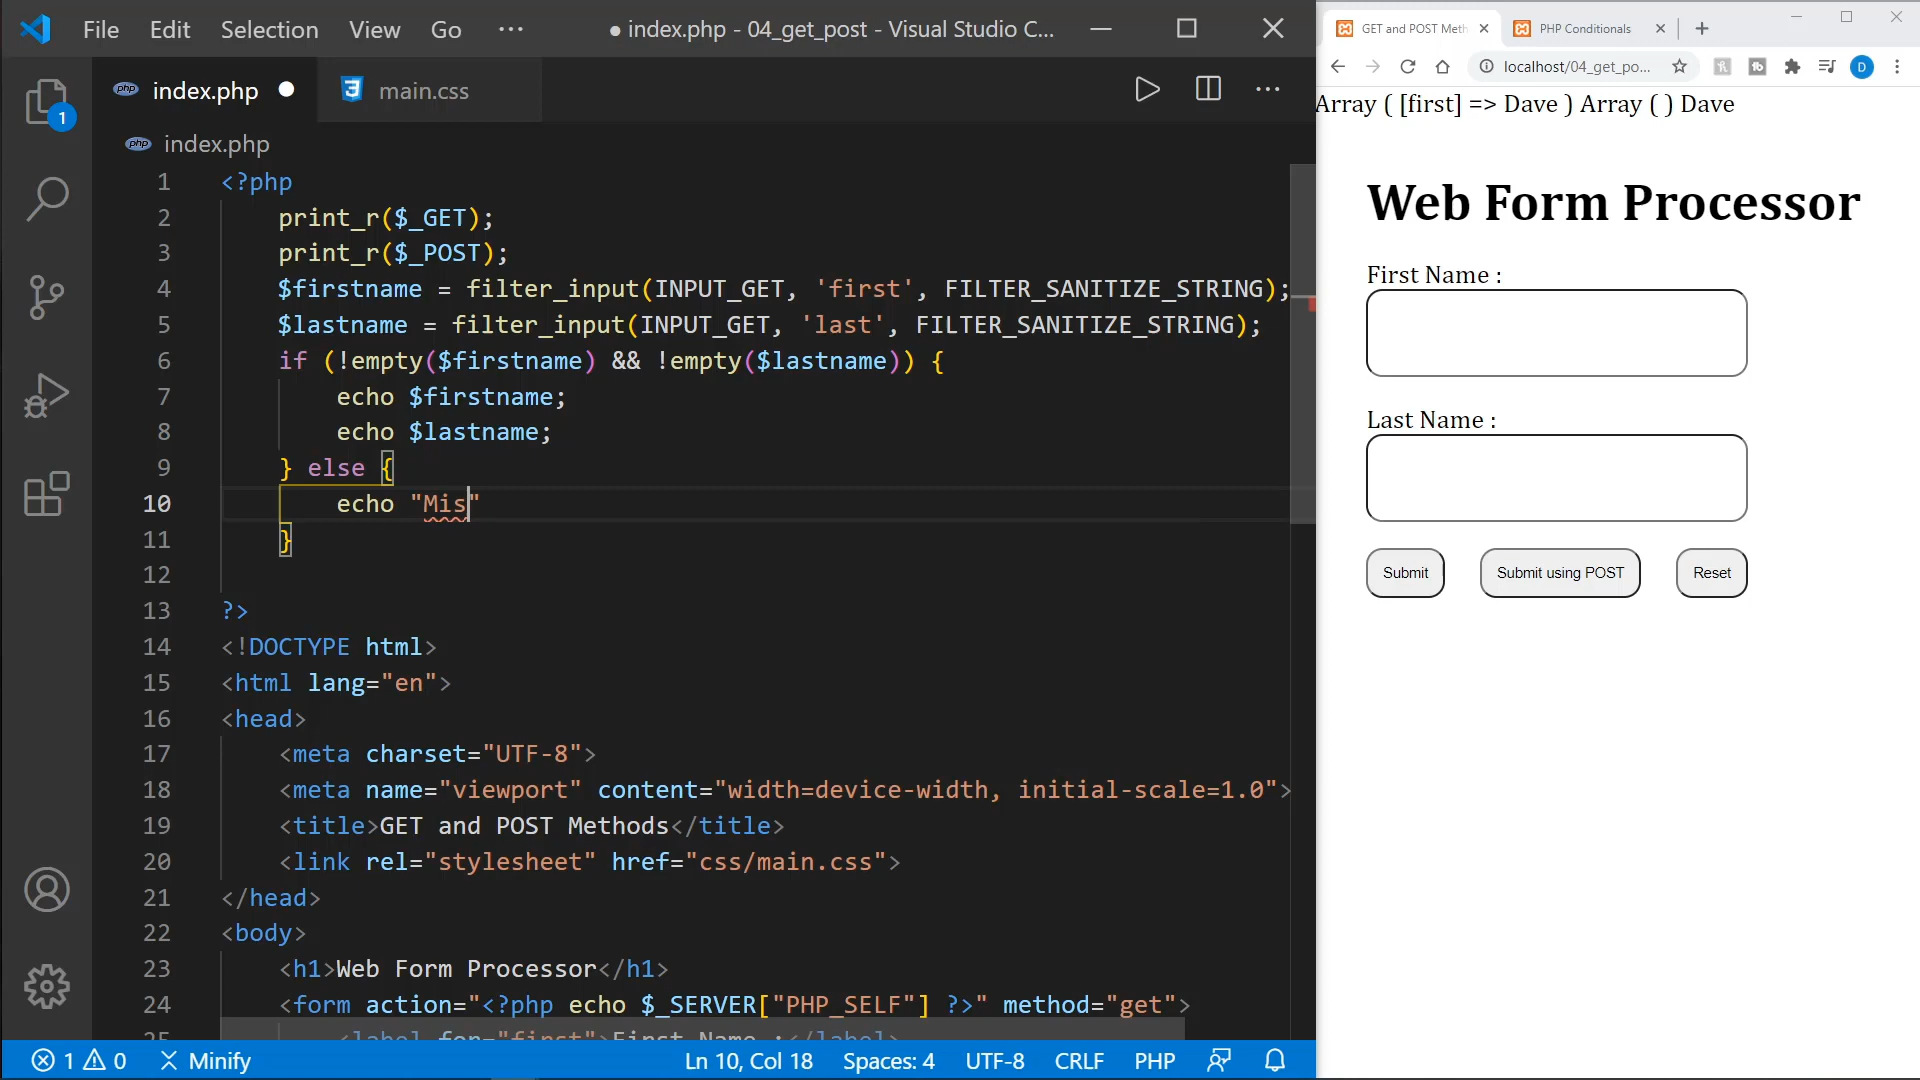 File Edit Selection View Go ··· ● index.php - 04_get_post - Visual Studio C...
index.php ● main.css
index.php
1 <?php
2 print_r($_GET);
3 print_r($_POST);
4 $firstname = filter_input(INPUT_GET, 'first', FILTER_SANITIZE_STRING);
5 $lastname = filter_input(INPUT_GET, 'last', FILTER_SANITIZE_STRING);
6 if (!empty($firstname) && !empty($lastname)) {
7 echo $firstname;
8 echo $lastname;
9 } else {
10 echo "Mis"
11 }
12
13 ?>
14 <!DOCTYPE html>
15 <html lang="en">
16 <head>
17 <meta charset="UTF-8">
18 <meta name="viewport" content="width=device-width, initial-scale=1.0">
19 <title>GET and POST Methods</title>
20 <link rel="stylesheet" href="css/main.css">
21 </head>
22 <body>
23 <h1>Web Form Processor</h1>
24 <form action="<?php echo $_SERVER["PHP_SELF"] ?>" method="get">
25 <label for="first">First Name :</label>
1 0 Minify Ln 10, Col 18 Spaces: 4 UTF-8 CRLF PHP
1
GET and POST Meth PHP Conditionals
localhost/04_get_po... D
Array ( [first] => Dave ) Array ( ) Dave
Web Form Processor
First Name :
Last Name :
Submit Submit using POST Reset